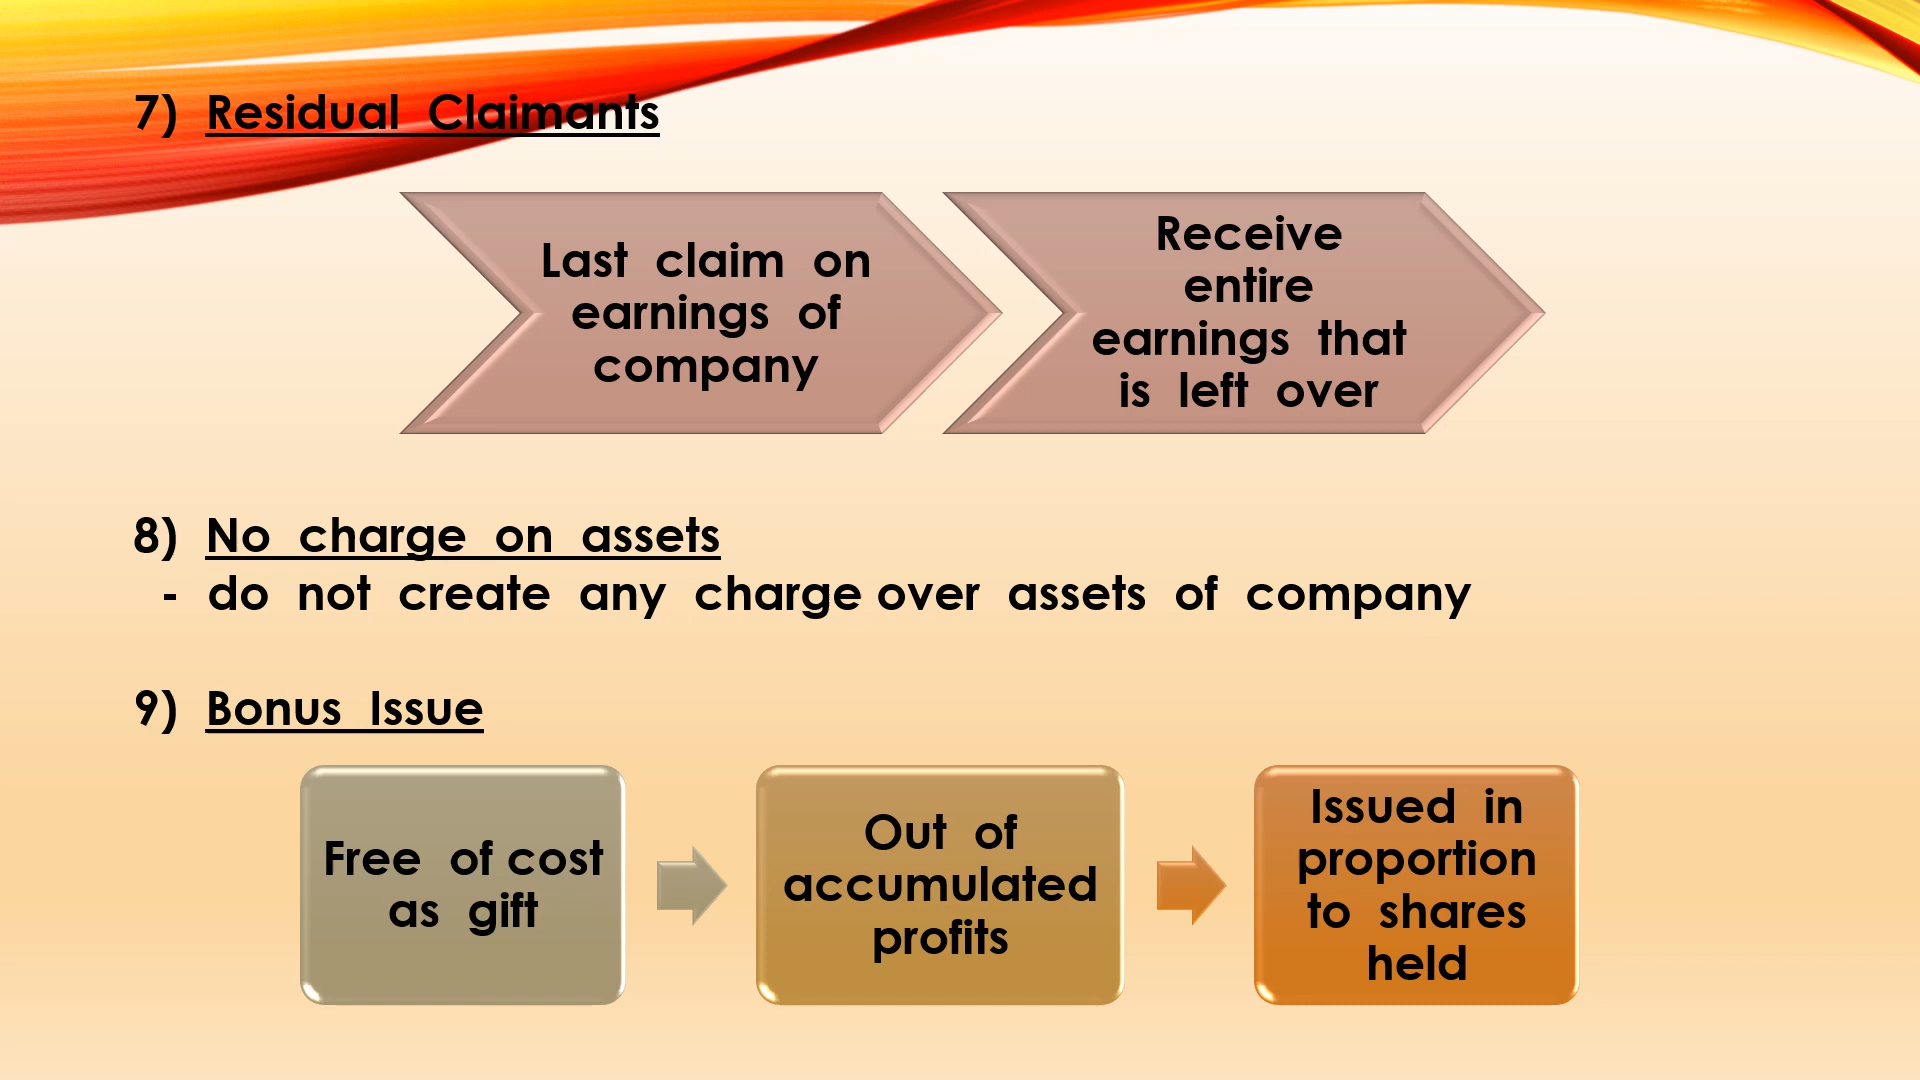 7) Residual Claimants
Last claim on
earnings of
company
Receive
entire
earnings that
is left over
8) No charge on assets
- do not create any charge over assets of company
9) Bonus Issue
Free of cost
as gift
Out of
accumulated
profits
Issued in
proportion
to shares
held